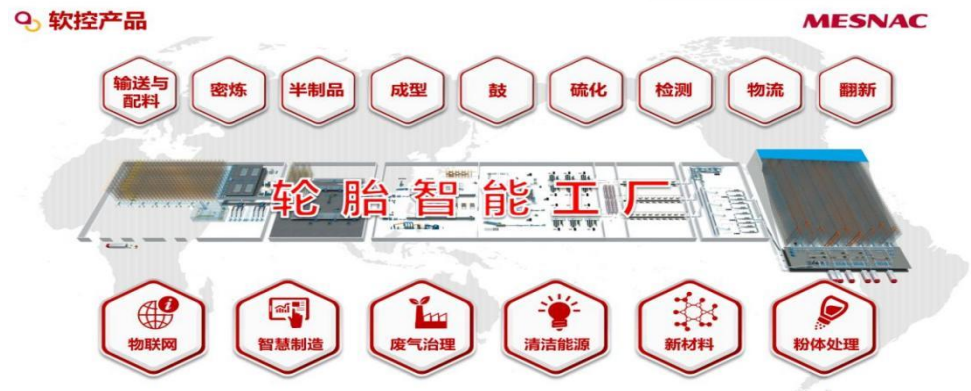 软控产品
MESNAC
输送与
配料
密炼
半制品
成型
鼓
硫化
检测
物流
翻新
轮胎智能工厂
物联网
智慧制造
废气治理
清洁能源
新材料
粉体处理